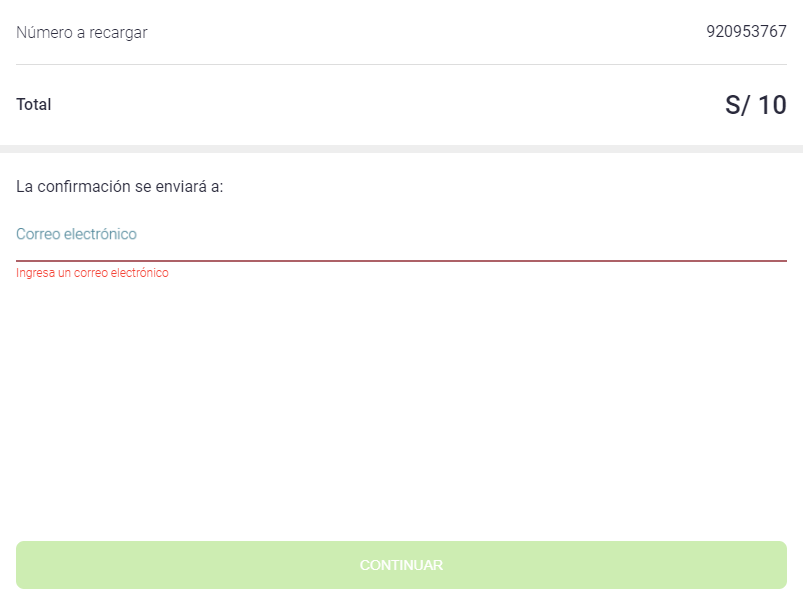 Número a recargar 920953767
Total S/ 10
La confirmación se enviará a:
Correo electrónico
Ingresa un correo electrónico
CONTINUAR